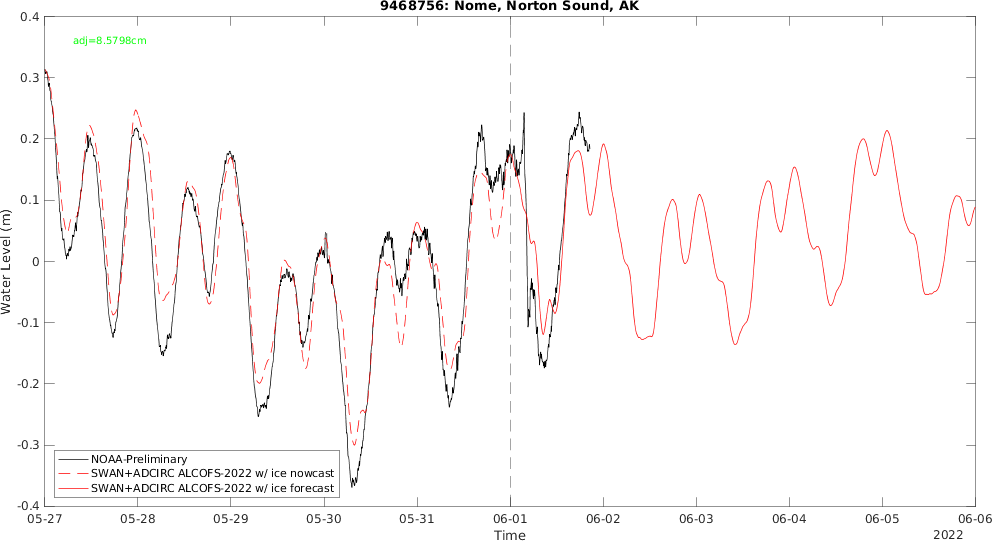 9468756: Nome, Norton Sound, AK
adj=8.5798cm
Water Level (m)
0.4
0.3
0.2
0.1
0
-0.1
-0.2
-0.3
-0.4
NOAA-Preliminary
SWAN+ADCIRC ALCOFS-2022 w/ ice nowcast
SWAN+ADCIRC ALCOFS-2022 w/ ice forecast
05-27 05-28 05-29 05-30 05-31 06-01 06-02 06-03 06-04 06-05 06-06
Time
2022